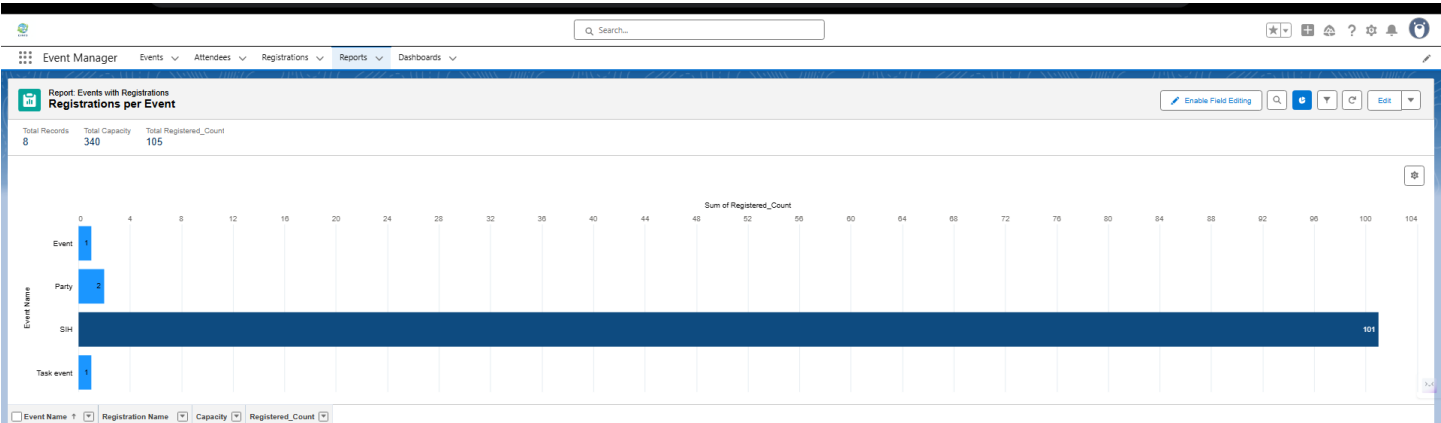 Search...
Event Manager Events Attendees Registrations Reports Dashboards
Report: Events with Registrations
Registrations per Event
Enable Field Editing
Edit
Total Records Total Capacity Total Registered_Count
8 340 105
Sum of Registered_Count
0 4 8 12 16 20 24 28 32 36 40 44 48 52 56 60 64 68 72 76 80 84 88 92 96 100 104
Event Name
Event 1
Party 2
SIH 101
Task event 1
Event Name ↑ Registration Name Capacity Registered_Count